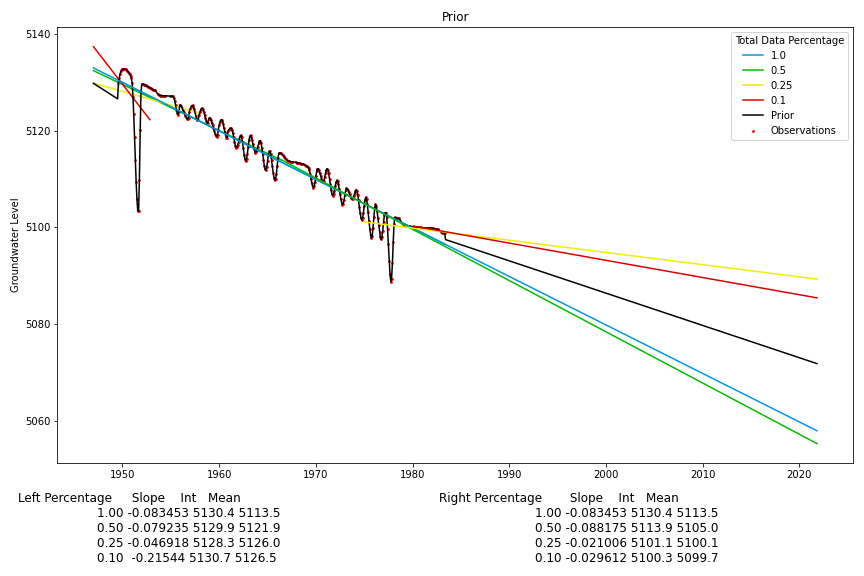 Prior
Total Data Percentage
1.0
0.5
0.25
0.1
Prior
Observations
Groundwater Level
5140
5120
5100
5080
5060
1950 1960 1970 1980 1990 2000 2010 2020
Left Percentage Slope Int Mean
1.00 -0.083453 5130.4 5113.5
0.50 -0.079235 5129.9 5121.9
0.25 -0.046918 5128.3 5126.0
0.10 -0.21544 5130.7 5126.5
Right Percentage Slope Int Mean
1.00 -0.083453 5130.4 5113.5
0.50 -0.088175 5113.9 5105.0
0.25 -0.021006 5101.1 5100.1
0.10 -0.029612 5100.3 5099.7